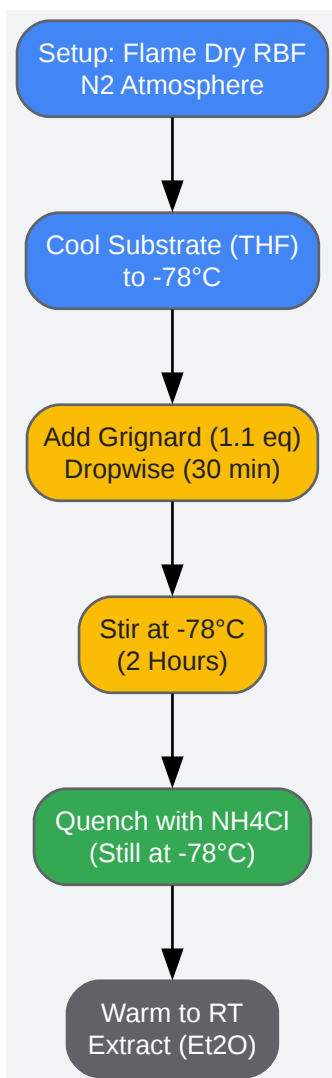 Setup: Flame Dry RBF
N2 Atmosphere
Cool Substrate (THF)
to -78°C
Add Grignard (1.1 eq)
Dropwise (30 min)
Stir at -78°C
(2 Hours)
Quench with NH4Cl
(Still at -78°C)
Warm to RT
Extract (Et2O)